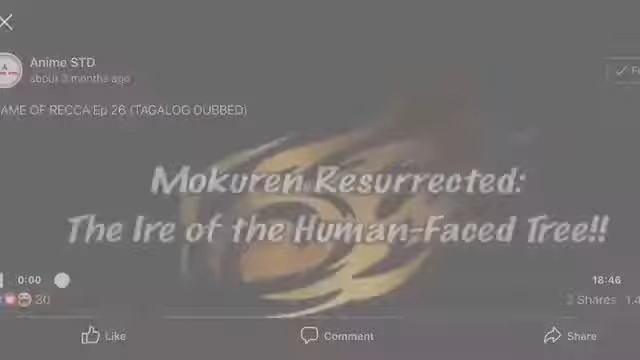 Anime STD
about 3 months ago
AME OF RECCA Ep 26 (TAGALOG DUBBED)
Mokuren Resurrected:
The Ire of the Human-Faced Tree!!
0:00
18:46
30
2 Shares
Like
Comment
Share